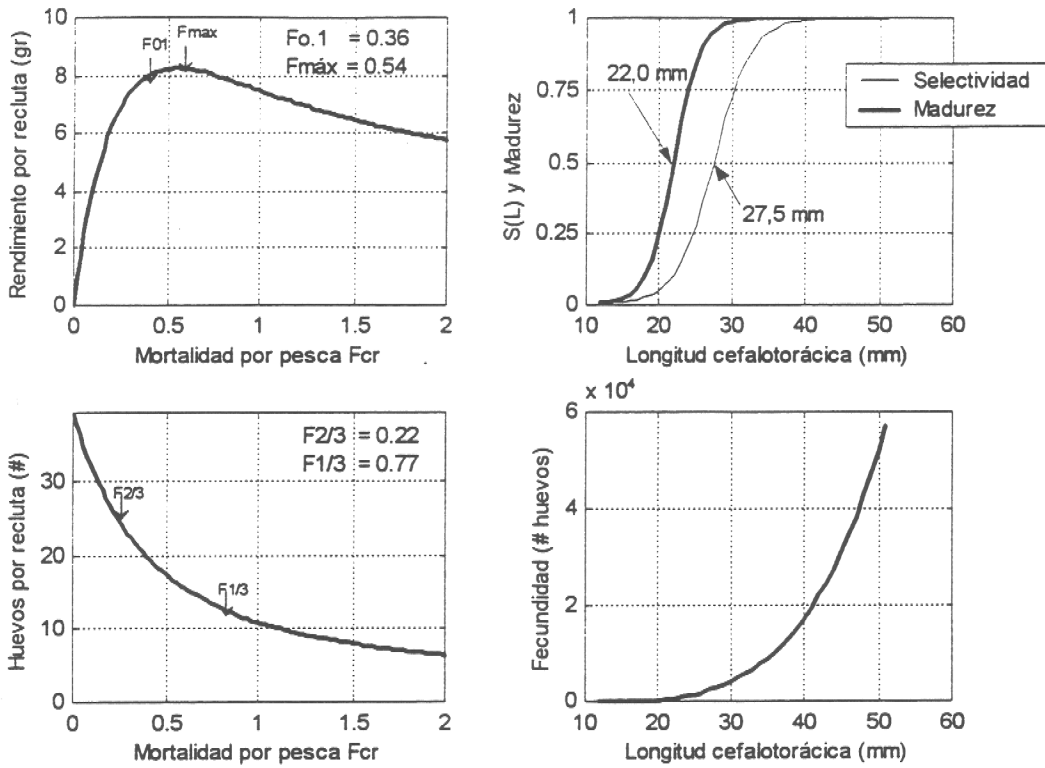 Rendimiento por recluta (gr)
10
8
6
4
2
0
F01
Fmax
Fo.1 = 0.36
Fmáx = 0.54
0 0.5 1 1.5 2
Mortalidad por pesca Fcr
S(L) y Madurez
1
0.75
0.5
0.25
0
22,0 mm
27,5 mm
Selectividad
Madurez
10 20 30 40 50 60
Longitud cefalotorácica (mm)
Huevos por recluta (#)
30
20
10
0
F2/3
F1/3
F2/3 = 0.22
F1/3 = 0.77
0 0.5 1 1.5 2
Mortalidad por pesca Fcr
x 10⁴
Fecundidad (# huevos)
6
4
2
0
10 20 30 40 50 60
Longitud cefalotorácica (mm)